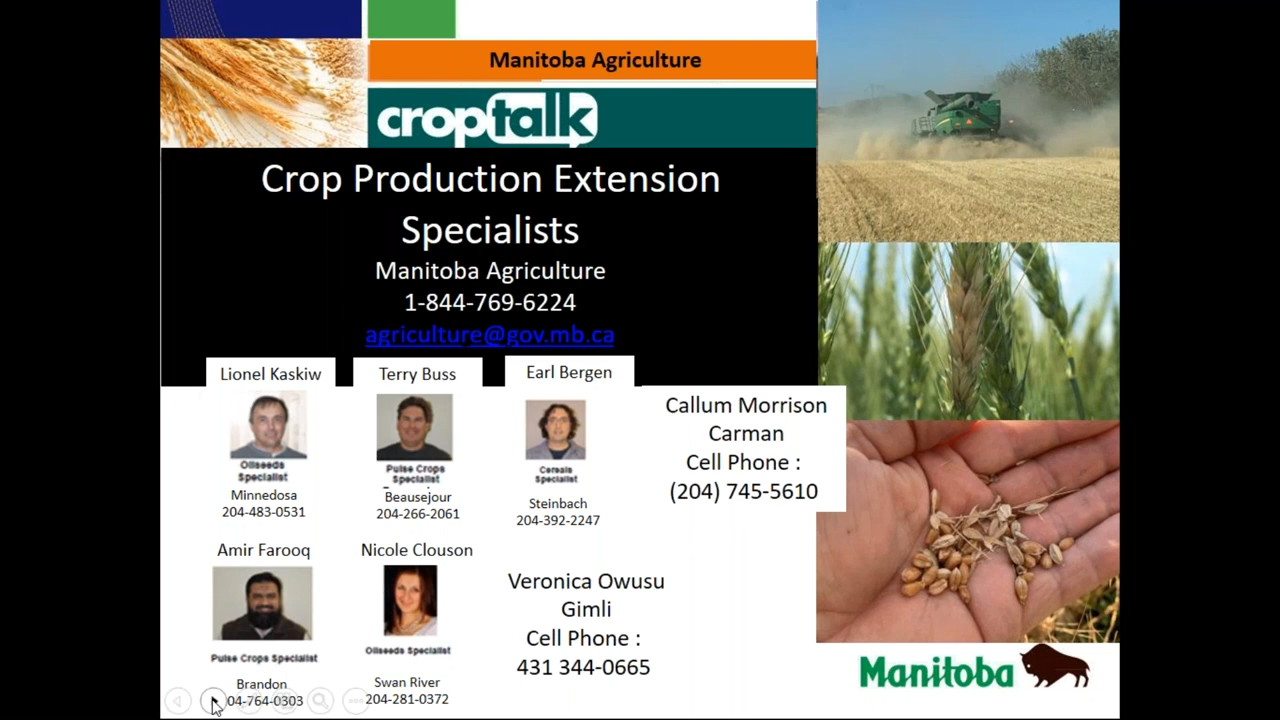 Manitoba Agriculture
croptalk
Crop Production Extension
Specialists
Manitoba Agriculture
1-844-769-6224
agriculture@gov.mb.ca
Lionel Kaskiw
Oilseeds
Specialist
Minnedosa
204-483-0531
Terry Buss
Pulse Crops
Specialist
Beausejour
204-266-2061
Earl Bergen
Cereals
Specialist
Steinbach
204-392-2247
Callum Morrison
Carman
Cell Phone :
(204) 745-5610
Amir Farooq
Pulse Crops Specialist
Brandon
04-764-0303
Nicole Clouson
Oilseeds Specialist
Swan River
204-281-0372
Veronica Owusu
Gimli
Cell Phone :
431 344-0665
Manitoba